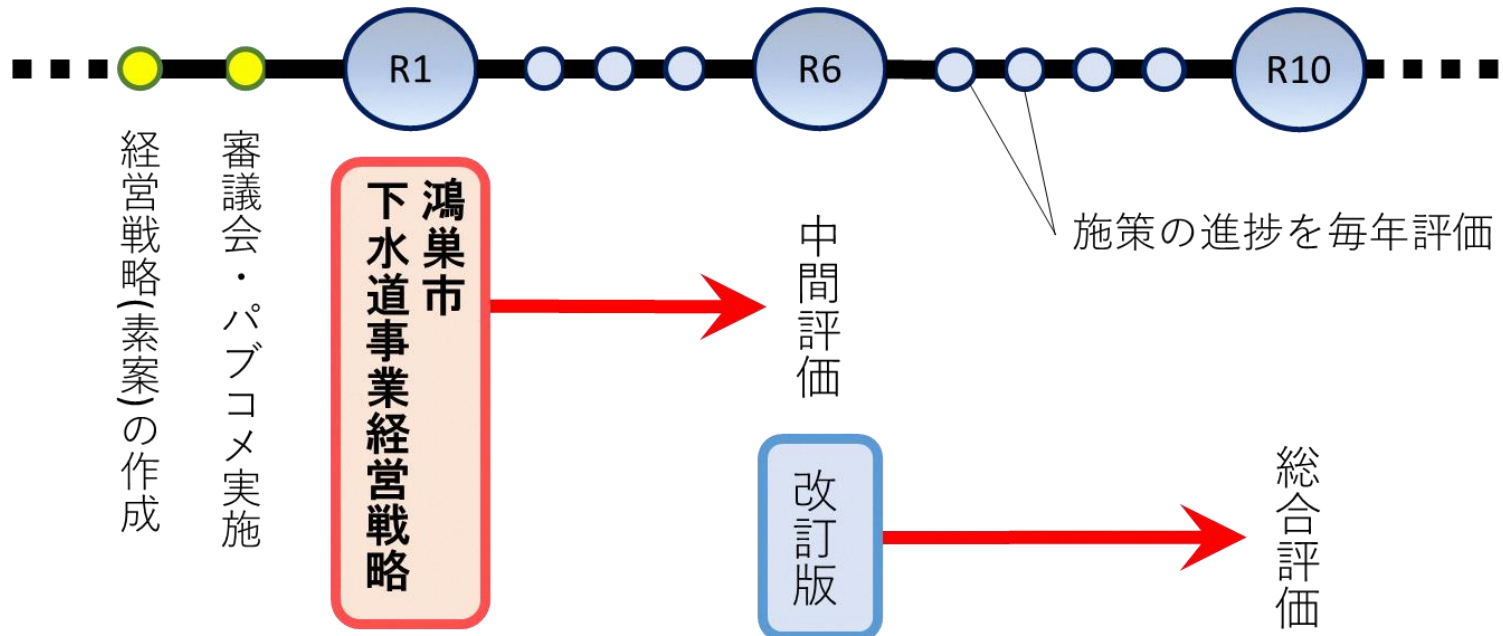 R1
R6
R10
経営戦略(素案)の作成
審議会・パブコメ実施
鴻巣市
下水道事業経営戦略
中間評価
施策の進捗を毎年評価
改訂版
総合評価